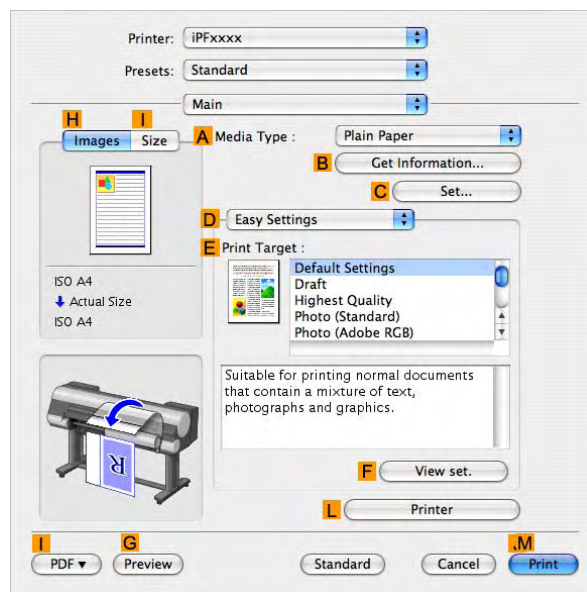 Printer: iPFxxxx
Presets: Standard
Main
H I
Images Size
A Media Type : Plain Paper
B Get Information...
C Set...
D Easy Settings
E Print Target :
Default Settings
Draft
Highest Quality
Photo (Standard)
Photo (Adobe RGB)
ISO A4
Actual Size
ISO A4
Suitable for printing normal documents
that contain a mixture of text,
photographs and graphics.
R
F View set.
L Printer
I G .M
PDF Preview Standard Cancel Print